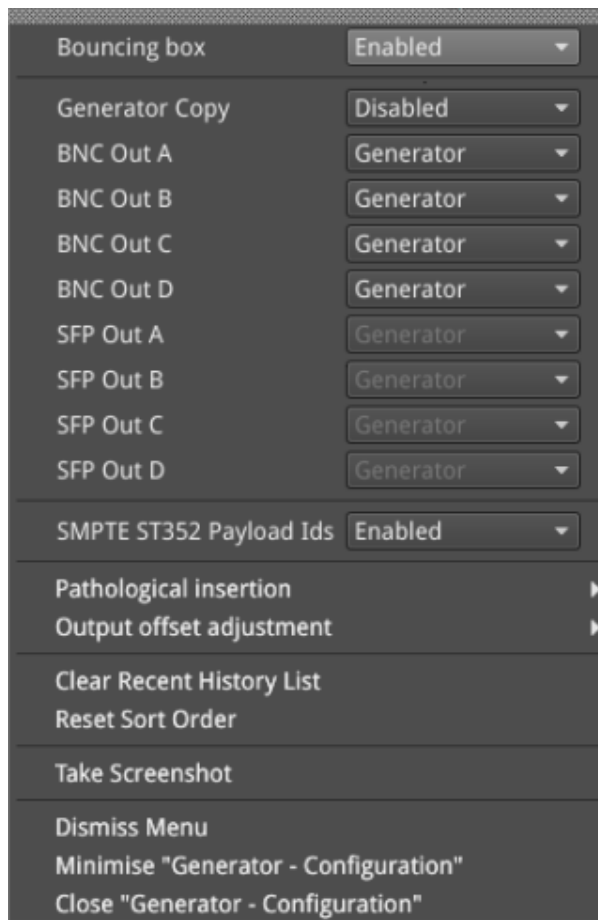 Bouncing box Enabled
Generator Copy Disabled
BNC Out A Generator
BNC Out B Generator
BNC Out C Generator
BNC Out D Generator
SFP Out A Generator
SFP Out B Generator
SFP Out C Generator
SFP Out D Generator
SMPTE ST352 Payload Ids Enabled
Pathological insertion
Output offset adjustment
Clear Recent History List
Reset Sort Order
Take Screenshot
Dismiss Menu
Minimise "Generator - Configuration"
Close "Generator - Configuration"